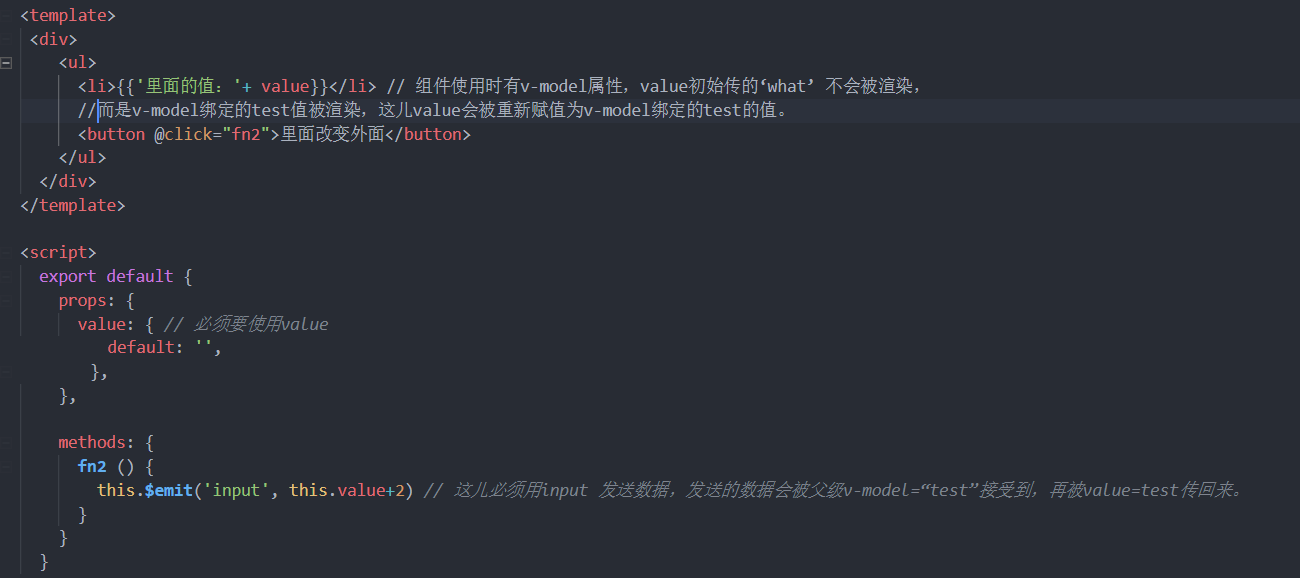 <template>
<div>
<ul>
<li>{{'里面的值：'+ value}}</li> // 组件使用时有v-model属性，value初始传的‘what’ 不会被渲染，
//而是v-model绑定的test值被渲染，这儿value会被重新赋值为v-model绑定的test的值。
<button @click="fn2">里面改变外面</button>
</ul>
</div>
</template>
<script>
export default {
props: {
value: { // 必须要使用value
default: '',
},
},
methods: {
fn2 () {
this.$emit('input', this.value+2) // 这儿必须用input 发送数据，发送的数据会被父级v-model=“test”接受到，再被value=test传回来。
}
}
}